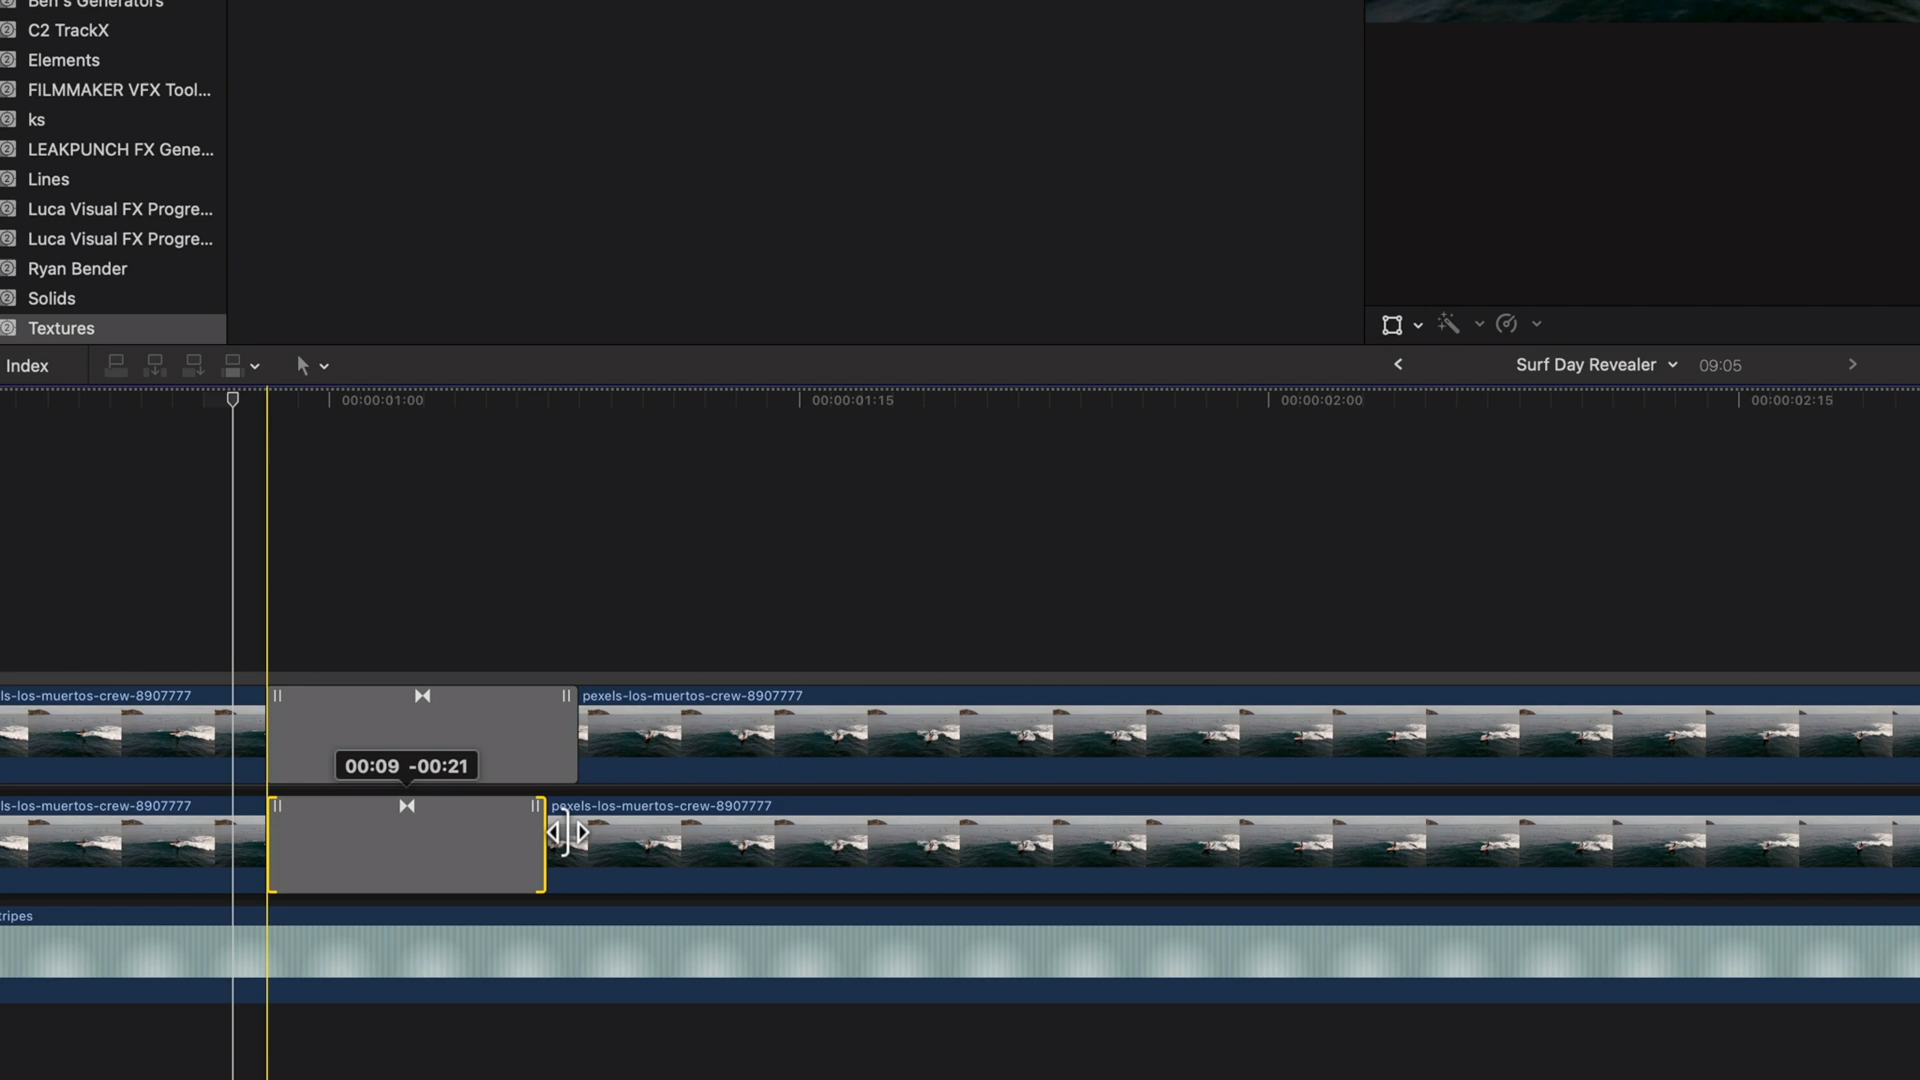 Ben's Generators
C2 TrackX
Elements
FILMMAKER VFX Tool...
ks
LEAKPUNCH FX Gene...
Lines
Luca Visual FX Progre...
Luca Visual FX Progre...
Ryan Bender
Solids
Textures
Index
Surf Day Revealer
09:05
00:00:01:00
00:00:01:15
00:00:02:00
00:00:02:15
ls-los-muertos-crew-8907777
pexels-los-muertos-crew-8907777
00:09 -00:21
ls-los-muertos-crew-8907777
pexels-los-muertos-crew-8907777
tripes